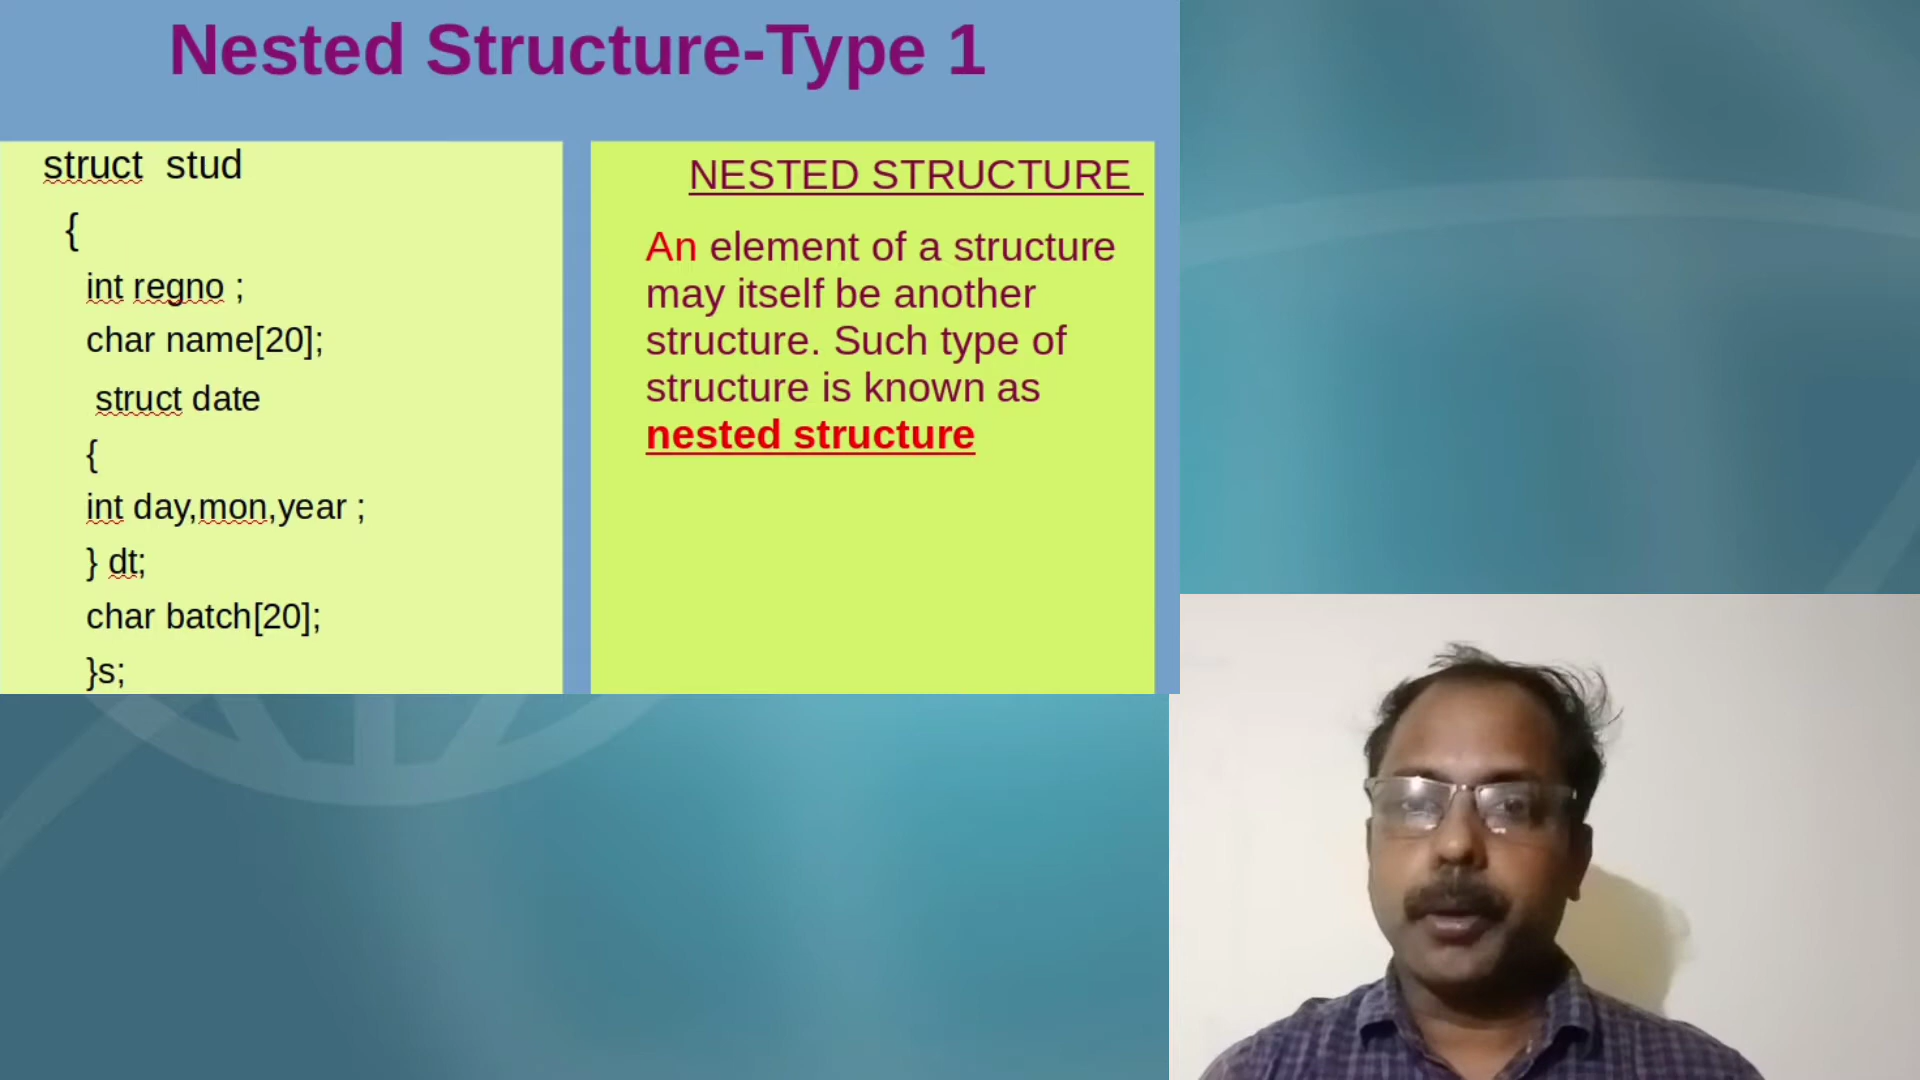 Nested Structure-Type 1
struct stud
{
int regno ;
char name[20];
struct date
{
int day,mon,year ;
} dt;
char batch[20];
}s;
NESTED STRUCTURE
An element of a structure
may itself be another
structure. Such type of
structure is known as
nested structure